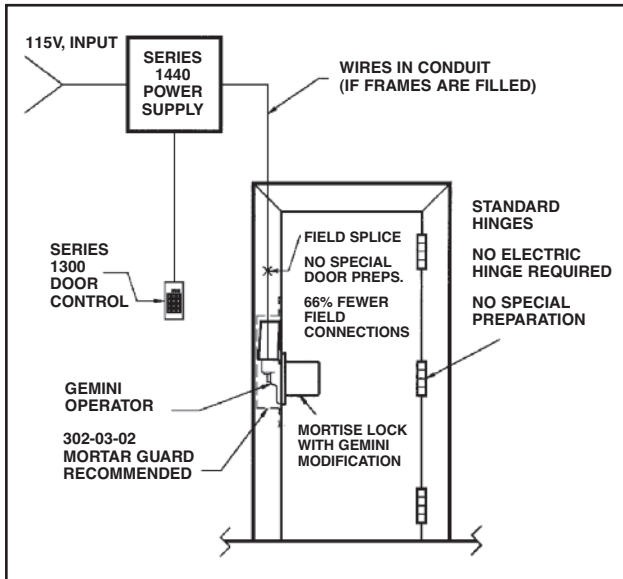 115V, INPUT
SERIES
1440
POWER
SUPPLY
WIRES IN CONDUIT
(IF FRAMES ARE FILLED)
SERIES
1300
DOOR
CONTROL
FIELD SPLICE
NO SPECIAL
DOOR PREPS.
66% FEWER
FIELD
CONNECTIONS
STANDARD
HINGES
NO ELECTRIC
HINGE REQUIRED
NO SPECIAL
PREPARATION
GEMINI
OPERATOR
302-03-02
MORTAR GUARD
RECOMMENDED
MORTISE LOCK
WITH GEMINI
MODIFICATION